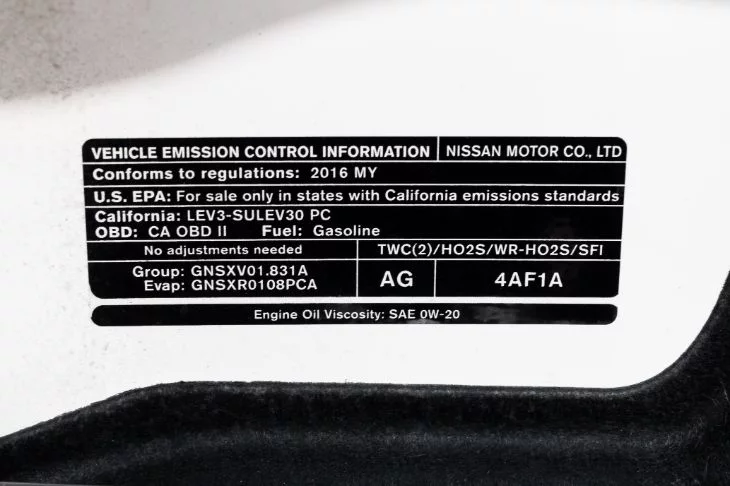 VEHICLE EMISSION CONTROL INFORMATION NISSAN MOTOR CO., LTD
Conforms to regulations: 2016 MY
U.S. EPA: For sale only in states with California emissions standards
California: LEV3-SULEV30 PC
OBD: CA OBD II Fuel: Gasoline
No adjustments needed TWC(2)/HO2S/WR-HO2S/SFI
Group: GNSXV01.831A
Evap: GNSXR0108PCA
AG 4AF1A
Engine Oil Viscosity: SAE 0W-20